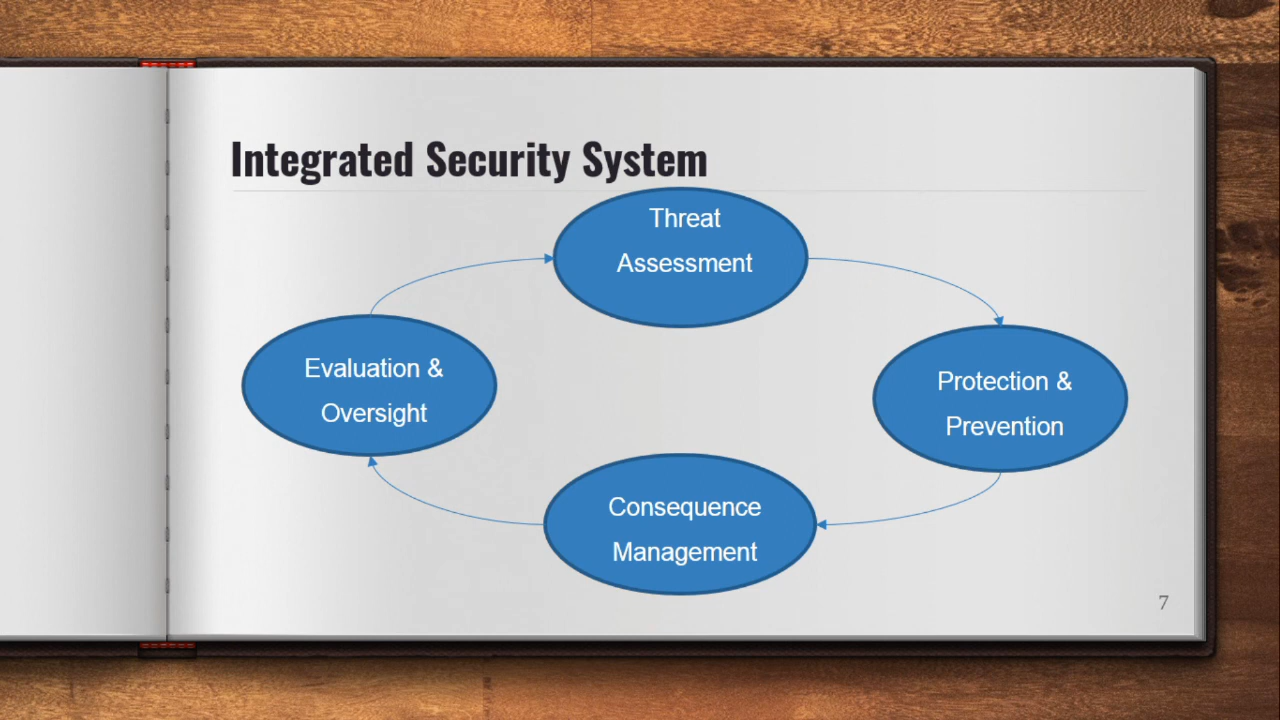 Integrated Security System
Threat
Assessment
Evaluation &
Oversight
Protection &
Prevention
Consequence
Management
7